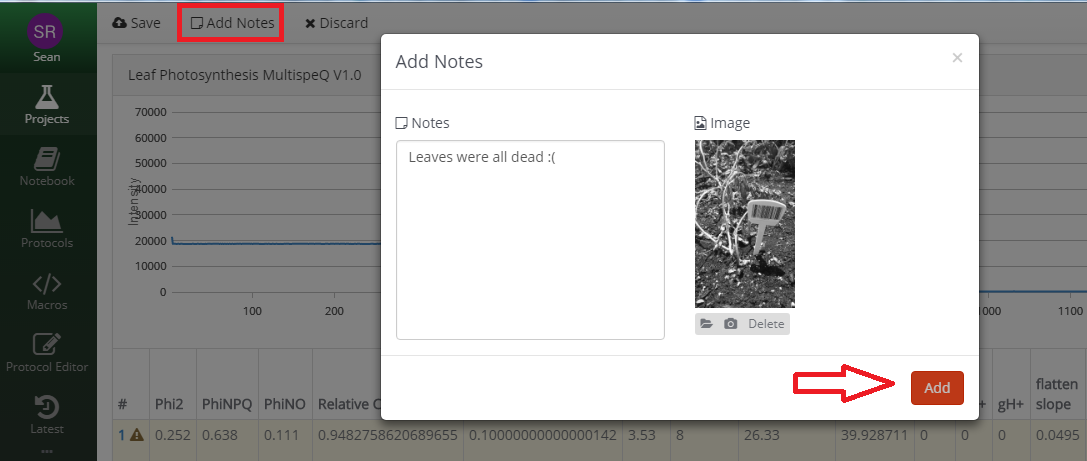 SR
Sean
Projects
Notebook
Protocols
Macros
Protocol Editor
Latest
Save
Add Notes
Discard
Leaf Photosynthesis MultispeQ V1.0
70000
60000
50000
40000
30000
20000
10000
0
Intensity
100
200
1000
1100
Add Notes
×
Notes
Leaves were all dead :(
Image
Delete
Add
# Phi2 PhiNPQ PhiNO Relative C + gH+ flatten
slope
1 0.252 0.638 0.111 0.9482758620689655 0.10000000000000142 3.53 8 26.33 39.928711 0 0 0 0.0495